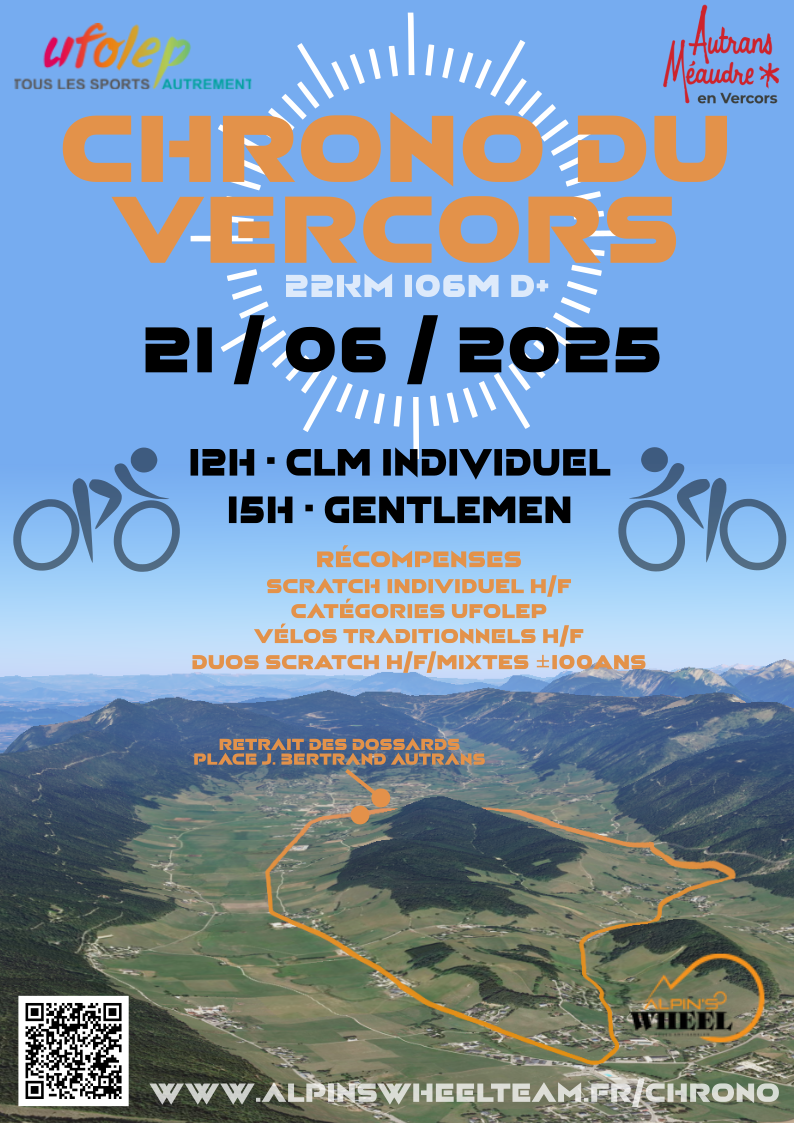 ufolep
TOUS LES SPORTS AUTREMENT
Autrans
Méaudre
en Vercors
CHRONO DU
VERCORS
22KM 106M D+
21 / 06 / 2025
12H · CLM INDIVIDUEL
15H · GENTLEMEN
RÉCOMPENSES
SCRATCH INDIVIDUEL H/F
CATÉGORIES UFOLEP
VÉLOS TRADITIONNELS H/F
DUOS SCRATCH H/F/MIXTES ±100ANS
RETRAIT DES DOSSARDS
PLACE J. BERTRAND AUTRANS
ALPIN'S
WHEEL
WWW.ALPINSWHEELTEAM.FR/CHRONO